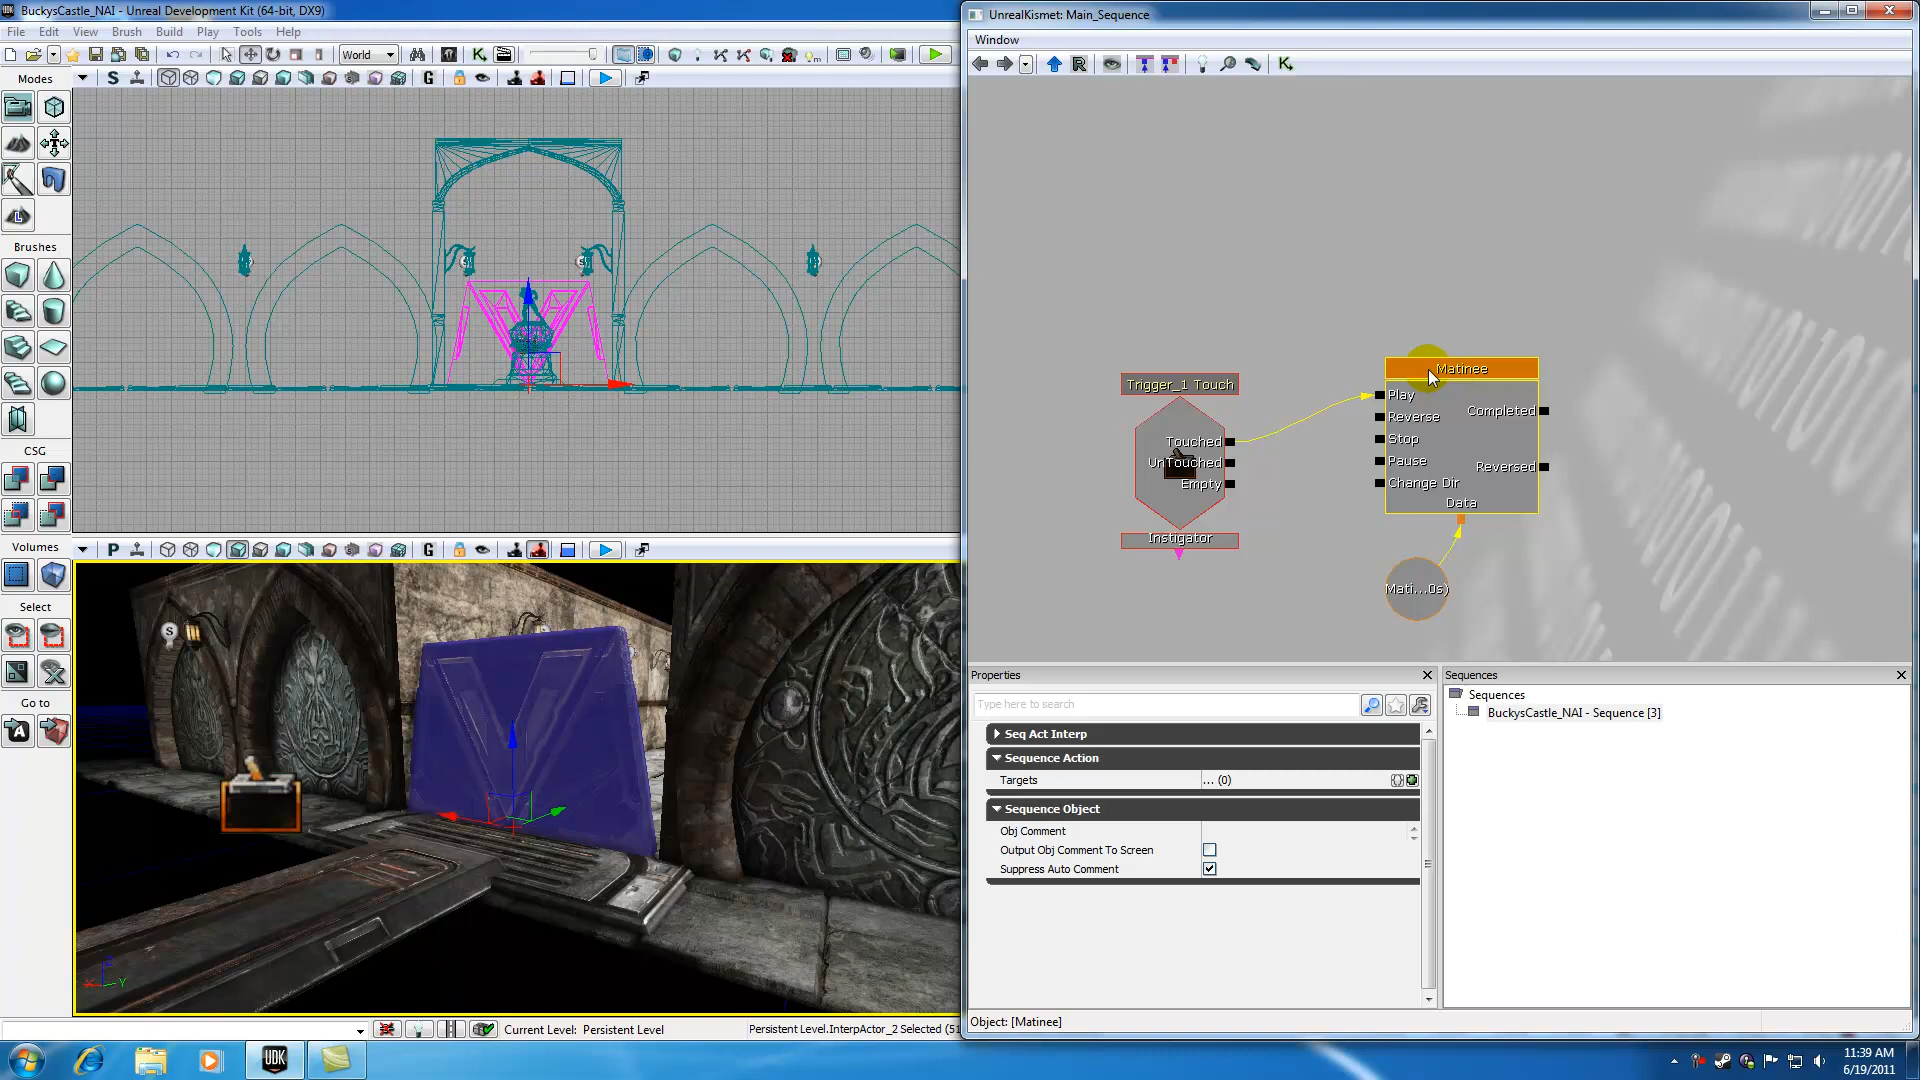 BuckysCastle_NAI - Unreal Development Kit (64-bit, DX9)
File Edit View Brush Build Play Tools Help
World
Modes
Brushes
CSG
Volumes
Select
Go to
S
G
P
G
S
X
Y
Current Level: Persistent Level
Persistent Level.InterpActor_2 Selected (51
UnrealKismet: Main_Sequence
Window
Trigger_1 Touch
Touched
UnTouched
Empty
Instigator
Matinee
Play
Reverse
Completed
Stop
Pause
Reversed
Change Dir
Data
Mati...0s)
Properties
Type here to search
Seq Act Interp
Sequence Action
Targets ... (0)
Sequence Object
Obj Comment
Output Obj Comment To Screen
Suppress Auto Comment
Sequences
Sequences
BuckysCastle_NAI - Sequence [3]
Object: [Matinee]
UDK
11:39 AM
6/19/2011